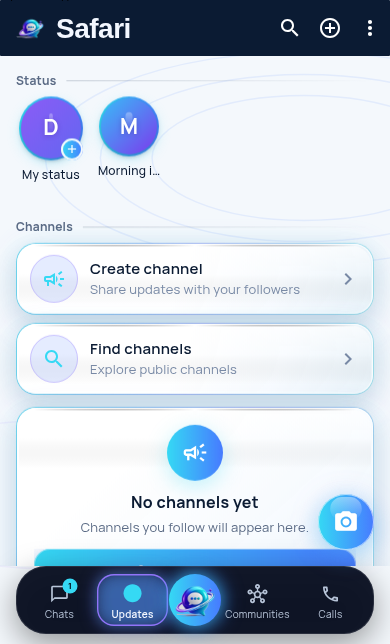 Safari
Status
D
M
My status
Morning i...
Channels
Create channel
Share updates with your followers
Find channels
Explore public channels
No channels yet
Channels you follow will appear here.
1
Chats
Updates
Communities
Calls